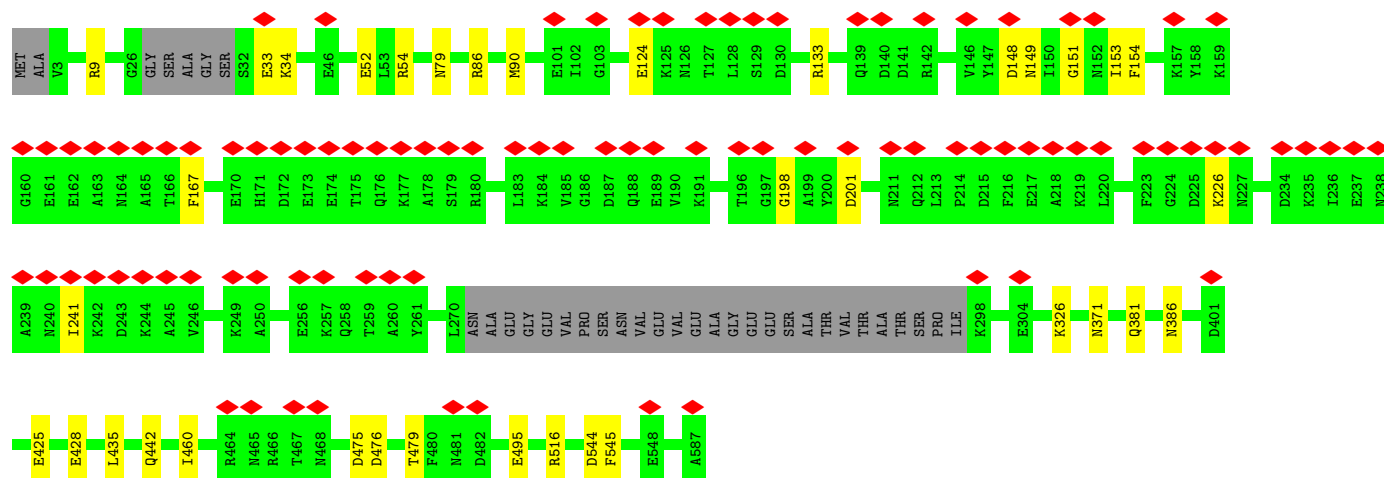 MET ALA V3 R9 G26 GLY SER ALA GLY SER S32 E33 K34 E46 E52 L53 R54 N79 R86 M90 E101 I102 G103 E124 K125 N126 T127 L128 S129 D130 R133 Q139 D140 D141 R142 V146 Y147 D148 N149 I150 G151 N152 I153 F154 K157 Y158 K159
G160 E161 E162 A163 N164 A165 T166 F167 E170 H171 D172 E173 E174 T175 Q176 K177 A178 S179 R180 L183 K184 V185 G186 D187 Q188 E189 V190 K191 T196 G197 G198 A199 Y200 D201 N211 Q212 L213 P214 D215 F216 E217 A218 K219 L220 F223 G224 D225 K226 N227 D234 K235 I236 E237 N238
A239 N240 I241 K242 D243 K244 A245 V246 K249 A250 E256 K257 Q258 T259 A260 Y261 L270 ASN ALA GLU GLY GLU VAL PRO SER ASN VAL GLU VAL GLU ALA GLY GLU GLU SER ALA THR VAL THR ALA THR SER PRO ILE K298 E304 K326 N371 Q381 N386 D401
E425 E428 L435 Q442 I460 R464 N465 R466 T467 N468 D475 D476 T479 F480 N481 D482 E495 R516 D544 F545 E548 A587